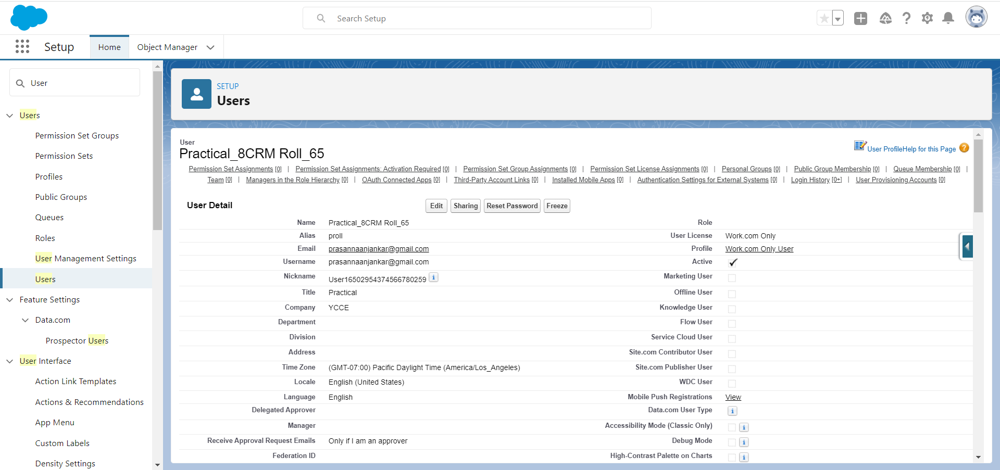 Search Setup
Setup
Home
Object Manager
User
Users
Permission Set Groups
Permission Sets
Profiles
Public Groups
Queues
Roles
User Management Settings
Users
Feature Settings
Data.com
Prospector Users
User Interface
Action Link Templates
Actions & Recommendations
App Menu
Custom Labels
Density Settings
SETUP
Users
User
Practical_8CRM Roll_65
User ProfileHelp for this Page ?
Permission Set Assignments [0] | Permission Set Assignments: Activation Required [0] | Permission Set Group Assignments [0] | Permission Set License Assignments [0] | Personal Groups [0] | Public Group Membership [0] | Queue Membership [0] |
Team [0] | Managers in the Role Hierarchy [0] | OAuth Connected Apps [0] | Third-Party Account Links [0] | Installed Mobile Apps [0] | Authentication Settings for External Systems [0] | Login History [0+] | User Provisioning Accounts [0]
User Detail Edit Sharing Reset Password Freeze
Name Practical_8CRM Roll_65 Role
Alias proll User License Work.com Only
Email prasannaanjankar@gmail.com Profile Work.com Only User
Username prasannaanjankar@gmail.com Active
Nickname User16502954374566780259 i Marketing User
Title Practical Offline User
Company YCCE Knowledge User
Department Flow User
Division Service Cloud User
Address Site.com Contributor User
Time Zone (GMT-07:00) Pacific Daylight Time (America/Los_Angeles) Site.com Publisher User
Locale English (United States) WDC User
Language English Mobile Push Registrations View
Delegated Approver Data.com User Type i
Manager Accessibility Mode (Classic Only) i
Receive Approval Request Emails Only if I am an approver Debug Mode i
Federation ID High-Contrast Palette on Charts i